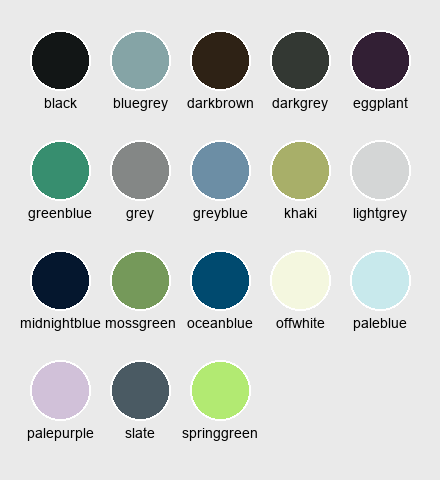 black bluegrey darkbrown darkgrey eggplant
greenblue grey greyblue khaki lightgrey
midnightblue mossgreen oceanblue offwhite paleblue
palepurple slate springgreen